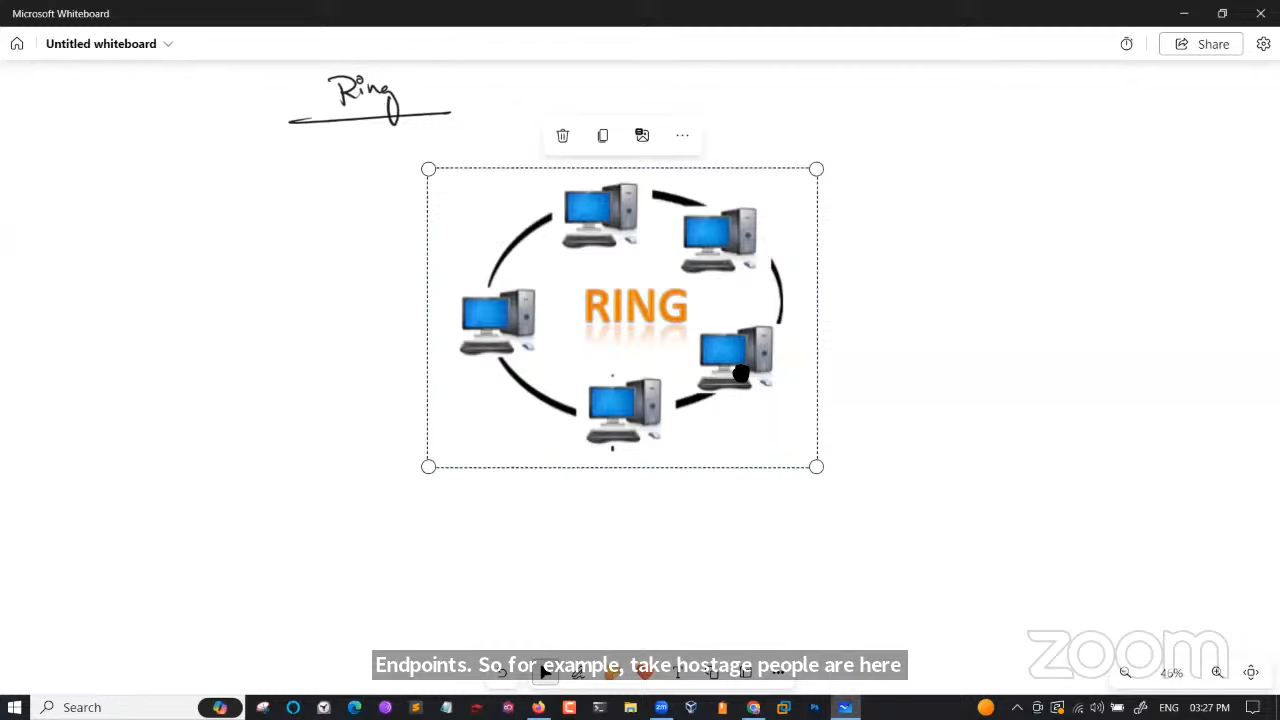 Microsoft Whiteboard
Untitled whiteboard
Share
Ring
RING
zoom
Endpoints. So for example, take hostage people are here
46%
Search
ENG
03:27 PM